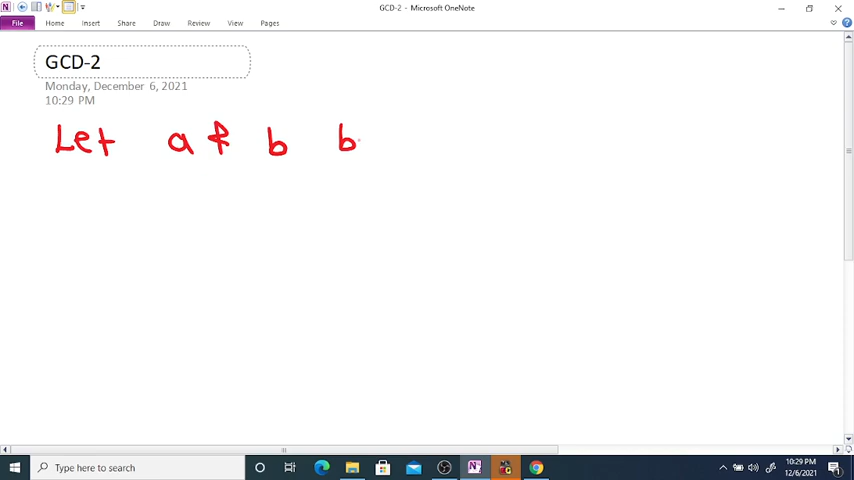 GCD-2 - Microsoft OneNote
File Home Insert Share Draw Review View Pages
GCD-2
Monday, December 6, 2021
10:29 PM
Let a & b b
Type here to search
10:29 PM
12/6/2021